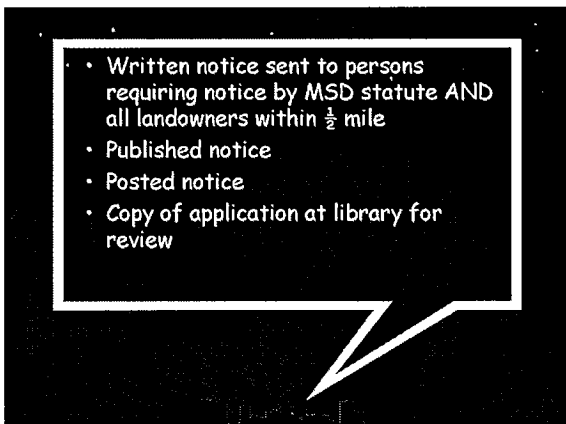 • Written notice sent to persons
requiring notice by MSD statute AND
all landowners within ½ mile
• Published notice
• Posted notice
• Copy of application at library for
review